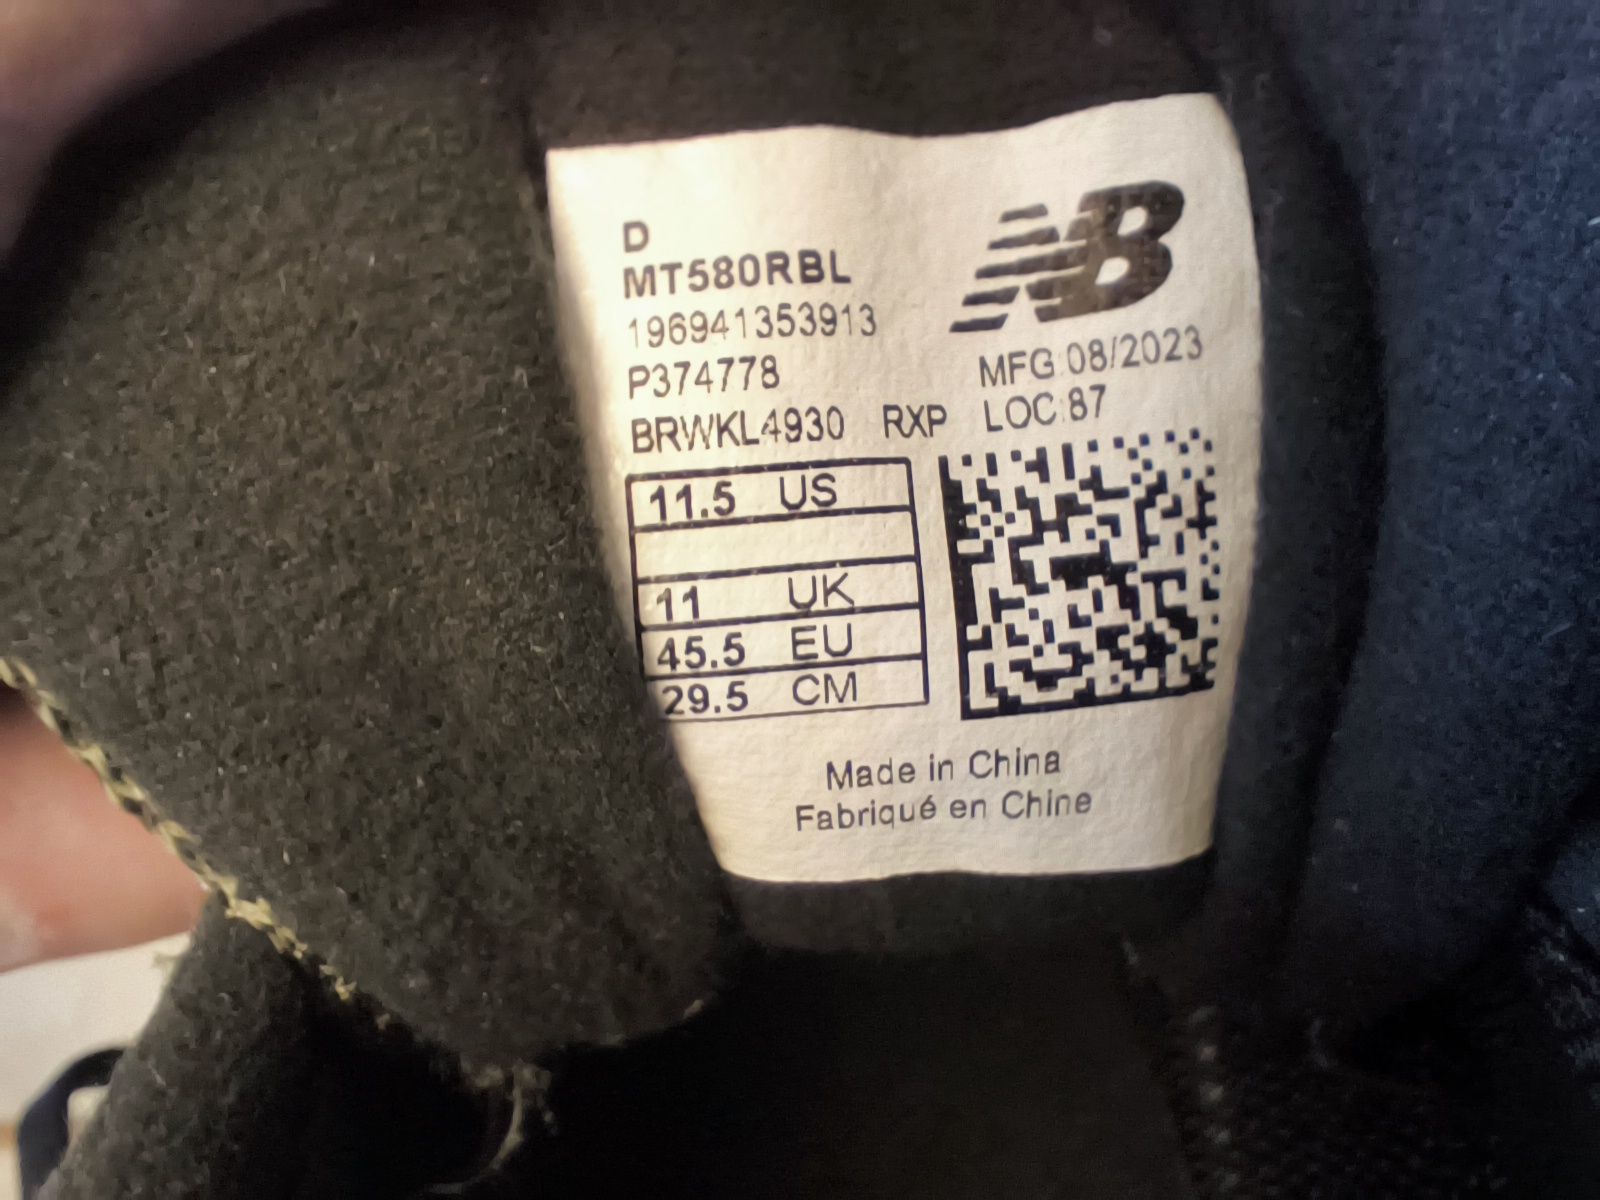 D
MT580RBL
196941353913
P374778
BRWKL4930 RXP
NB
MFG:08/2023
LOC:87
11.5 US
11 UK
45.5 EU
29.5 CM
Made in China
Fabriqué en Chine